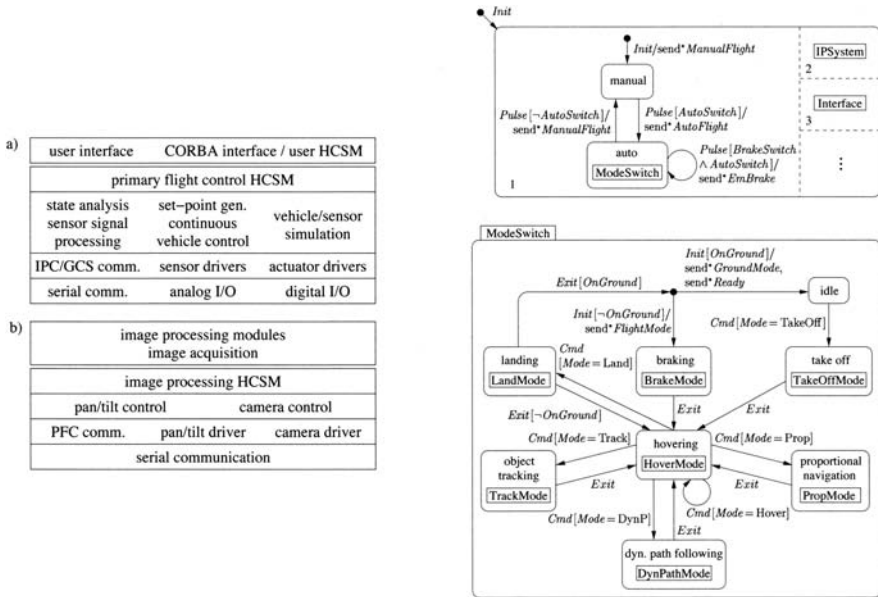 a)
user interface CORBA interface / user HCSM
primary flight control HCSM
state analysis
sensor signal
processing
set-point gen.
continuous
vehicle control
vehicle/sensor
simulation
IPC/GCS comm. sensor drivers actuator drivers
serial comm. analog I/O digital I/O
b)
image processing modules
image acquisition
image processing HCSM
pan/tilt control camera control
PFC comm. pan/tilt driver camera driver
serial communication
Init
Init/send*ManualFlight
manual
Pulse[¬AutoSwitch]/
send*ManualFlight
Pulse[AutoSwitch]/
send*AutoFlight
auto
ModeSwitch
Pulse[BrakeSwitch
∧ AutoSwitch]/
send*EmBrake
1
IPSystem
2
Interface
3
⋮
ModeSwitch
Exit[OnGround]
Init[OnGround]/
send*GroundMode,
send*Ready
idle
Init[¬OnGround]/
send*FlightMode
Cmd[Mode=TakeOff]
landing
LandMode
Cmd
[Mode=Land]
braking
BrakeMode
take off
TakeOffMode
Exit[¬OnGround]
Exit
Exit
Cmd[Mode=Track]
hovering
HoverMode
Cmd[Mode=Prop]
object
tracking
TrackMode
Exit
Exit
proportional
navigation
PropMode
Cmd[Mode=DynP]
Exit
Cmd[Mode=Hover]
dyn. path following
DynPathMode